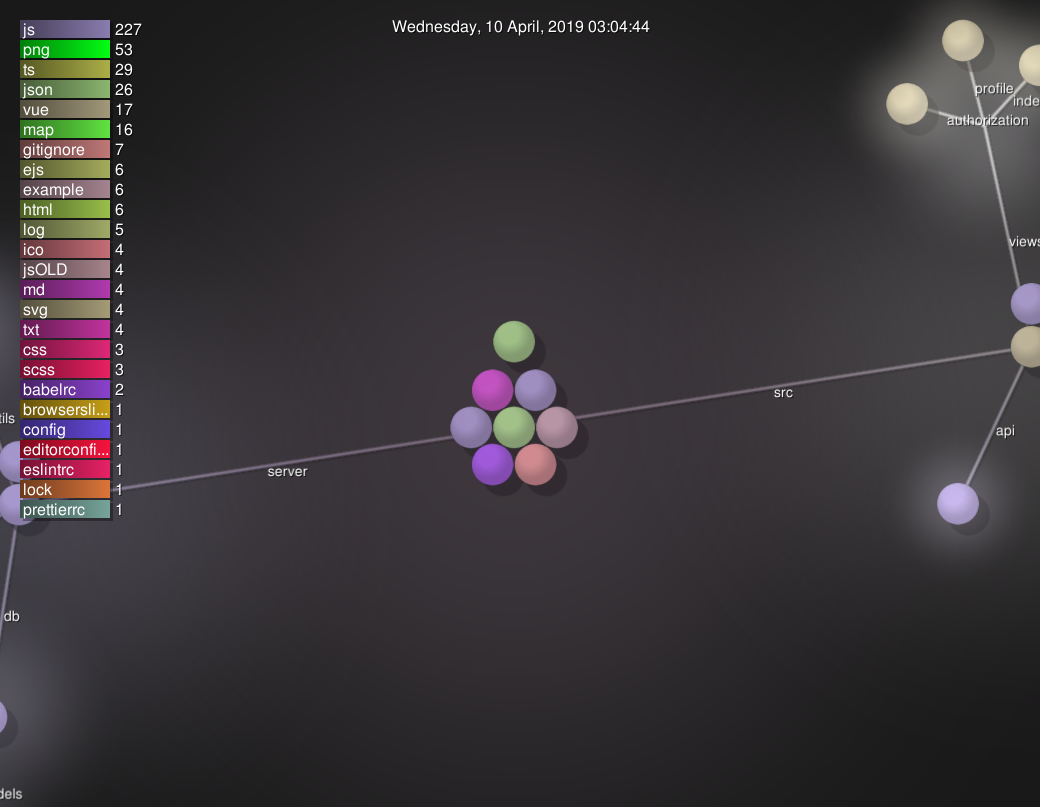 Wednesday, 10 April, 2019 03:04:44
js 227
png 53
ts 29
json 26
vue 17
map 16
gitignore 7
ejs 6
example 6
html 6
log 5
ico 4
jsOLD 4
md 4
svg 4
txt 4
css 3
scss 3
babelrc 2
browsersli... 1
config 1
editorconfi... 1
eslintrc 1
lock 1
prettierrc 1
profile
inde
authorization
views
src
tils
api
server
db
dels